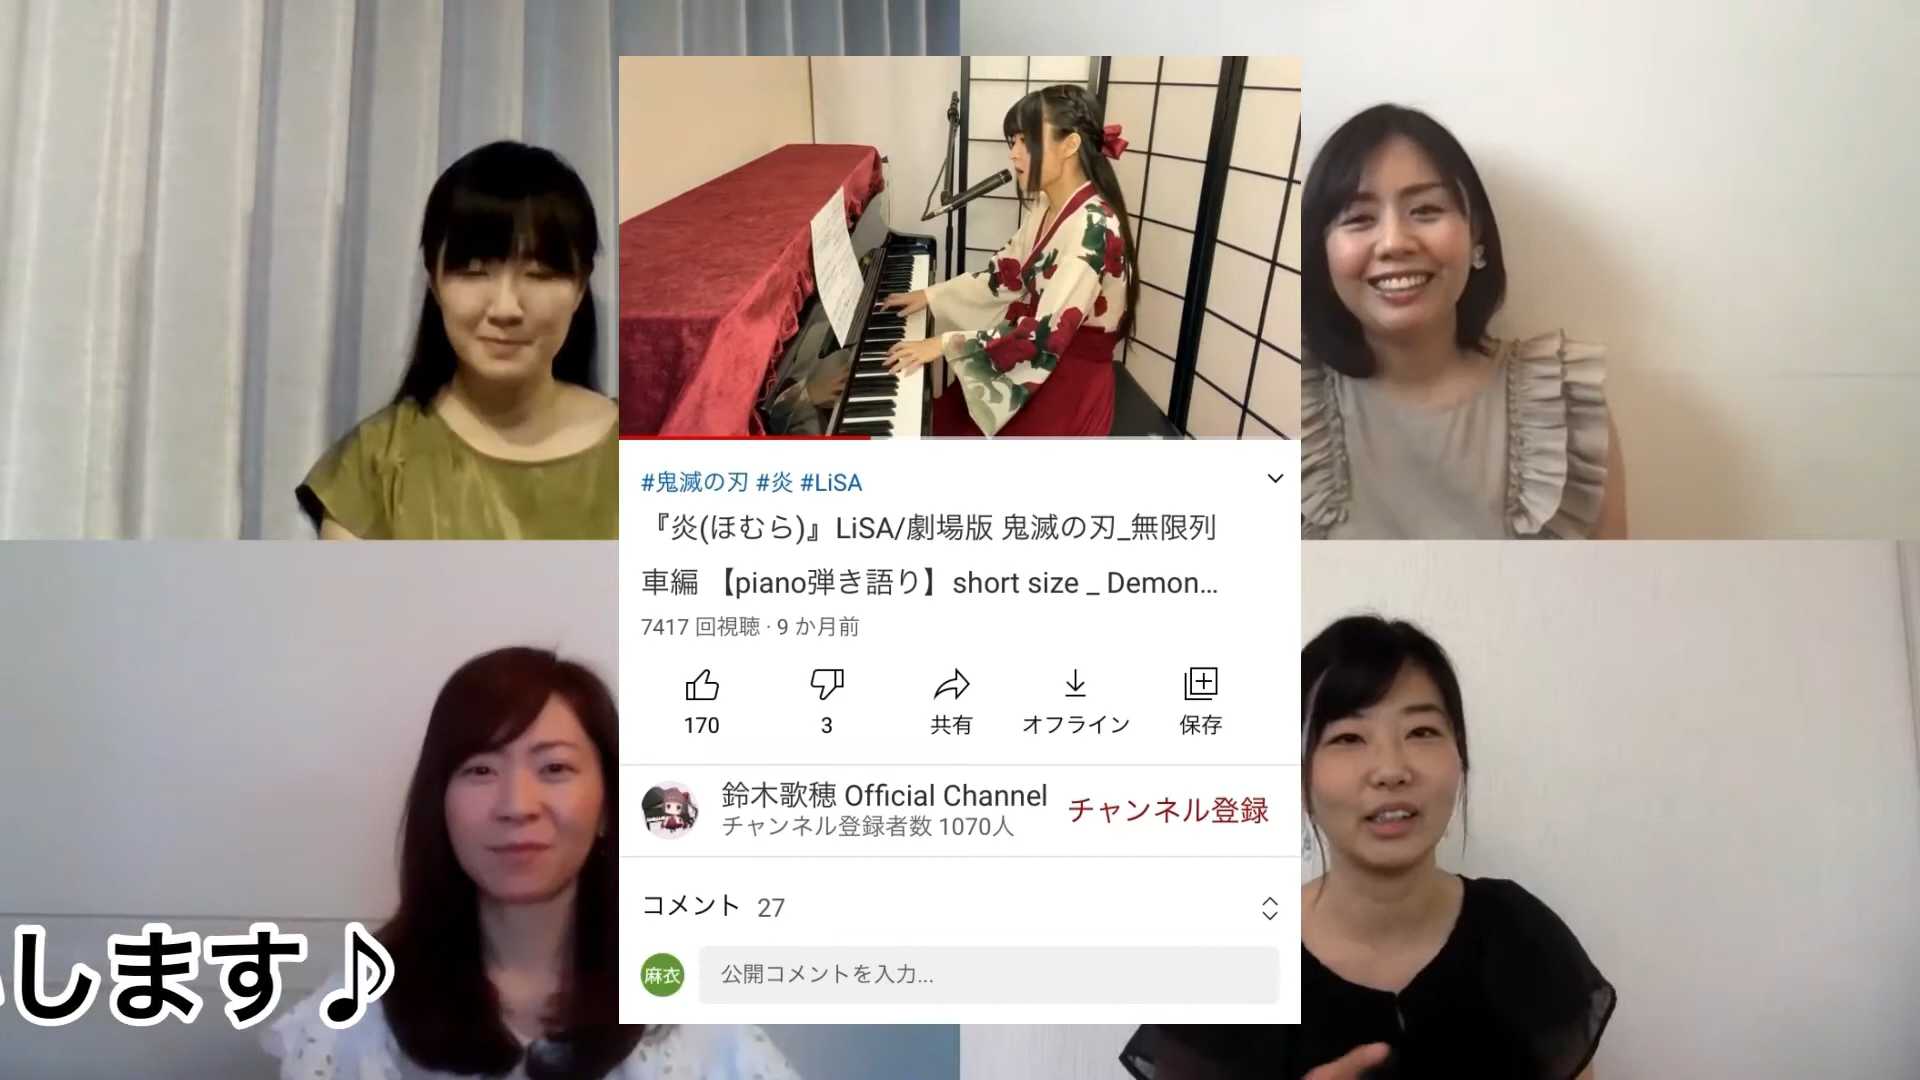 #鬼滅の刃 #炎 #LiSA
『炎(ほむら)』LiSA/劇場版 鬼滅の刃_無限列
車編 【piano弾き語り】short size _ Demon...
7417 回視聴 · 9 か月前
170
3
共有
オフライン
保存
鈴木歌穂 Official Channel
チャンネル登録者数 1070人
チャンネル登録
コメント 27
麻衣
公開コメントを入力...
します♪